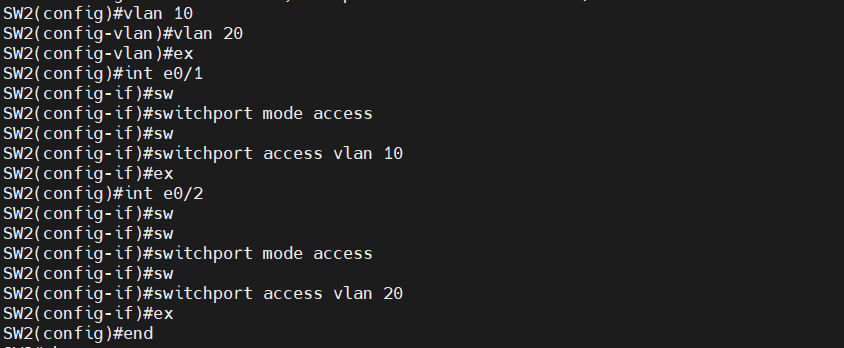 SW2(config)#vlan 10
SW2(config-vlan)#vlan 20
SW2(config-vlan)#ex
SW2(config)#int e0/1
SW2(config-if)#sw
SW2(config-if)#switchport mode access
SW2(config-if)#sw
SW2(config-if)#switchport access vlan 10
SW2(config-if)#ex
SW2(config)#int e0/2
SW2(config-if)#sw
SW2(config-if)#sw
SW2(config-if)#switchport mode access
SW2(config-if)#sw
SW2(config-if)#switchport access vlan 20
SW2(config-if)#ex
SW2(config)#end